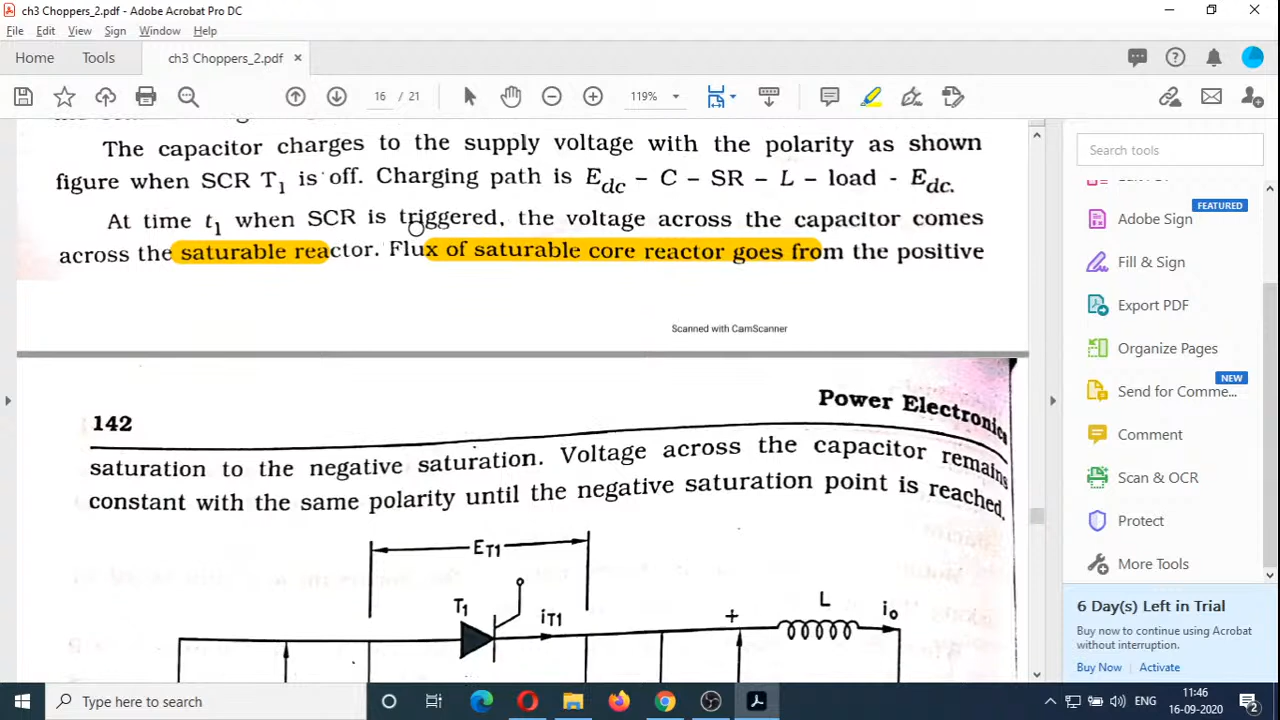 ch3 Choppers_2.pdf - Adobe Acrobat Pro DC
File Edit View Sign Window Help
Home Tools ch3 Choppers_2.pdf ×
16 / 21 119%
The capacitor charges to the supply voltage with the polarity as shown
figure when SCR T1 is off. Charging path is Edc – C – SR – L – load - Edc.
At time t1 when SCR is triggered, the voltage across the capacitor comes
across the saturable reactor. Flux of saturable core reactor goes from the positive
Scanned with CamScanner
142
Power Electronics
saturation to the negative saturation. Voltage across the capacitor remains
constant with the same polarity until the negative saturation point is reached.
ET1
T1
iT1
+
L
io
Search tools
Adobe Sign
FEATURED
Fill & Sign
Export PDF
Organize Pages
Send for Comme...
NEW
Comment
Scan & OCR
Protect
More Tools
6 Day(s) Left in Trial
Buy now to continue using Acrobat
without interruption.
Buy Now Activate
Type here to search
ENG
11:46
16-09-2020
2